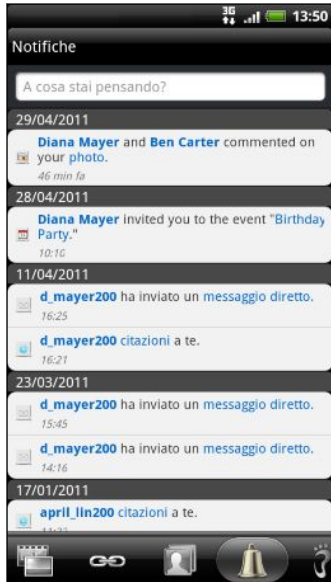 3G 13:50
Notifiche
A cosa stai pensando?
29/04/2011
Diana Mayer and Ben Carter commented on
your photo.
46 min fa
28/04/2011
Diana Mayer invited you to the event "Birthday
Party."
10:10
11/04/2011
d_mayer200 ha inviato un messaggio diretto.
16:25
d_mayer200 citazioni a te.
16:21
23/03/2011
d_mayer200 ha inviato un messaggio diretto.
15:45
d_mayer200 ha inviato un messaggio diretto.
14:16
17/01/2011
april_lin200 citazioni a te.